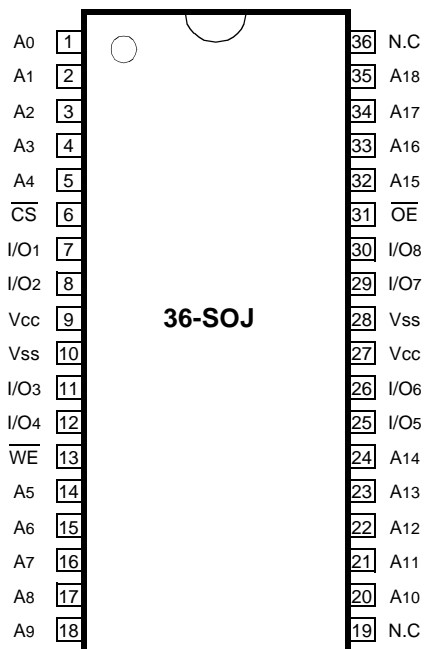 A0 1 36 N.C
A1 2 35 A18
A2 3 34 A17
A3 4 33 A16
A4 5 32 A15
CS 6 31 OE
I/O1 7 30 I/O8
I/O2 8 29 I/O7
Vcc 9 36-SOJ 28 Vss
Vss 10 27 Vcc
I/O3 11 26 I/O6
I/O4 12 25 I/O5
WE 13 24 A14
A5 14 23 A13
A6 15 22 A12
A7 16 21 A11
A8 17 20 A10
A9 18 19 N.C